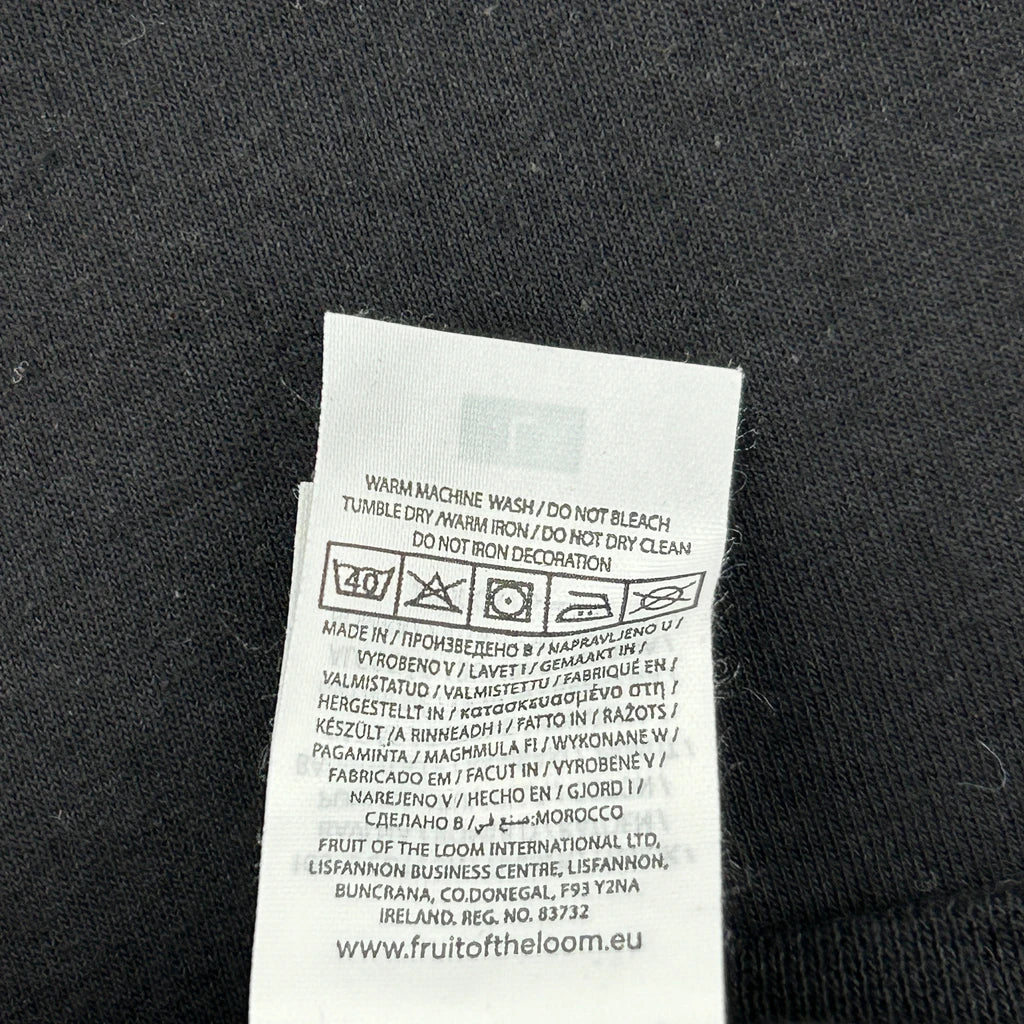 WARM MACHINE WASH / DO NOT BLEACH
TUMBLE DRY /WARM IRON / DO NOT DRY CLEAN
DO NOT IRON DECORATION
40
MADE IN / ПРОИЗВЕДЕНО В / NAPRAVLJENO U /
VYROBENO V / LAVET I / GEMAAKT IN /
VALMISTATUD / VALMISTETTU / FABRIQUÉ EN /
HERGESTELLT IN / κατασκευασμένο στη /
KÉSZÜLT /A RINNEADH I / FATTO IN / RAŽOTS /
PAGAMINTA / MAGHMULA FI / WYKONANE W /
FABRICADO EM / FACUT IN / VYROBENÉ V /
NAREJENO V / HECHO EN / GJORD I /
СДЕЛАНО В / صنع في:MOROCCO
FRUIT OF THE LOOM INTERNATIONAL LTD,
LISFANNON BUSINESS CENTRE, LISFANNON,
BUNCRANA, CO.DONEGAL, F93 Y2NA
IRELAND. REG. NO. 83732
www.fruitoftheloom.eu